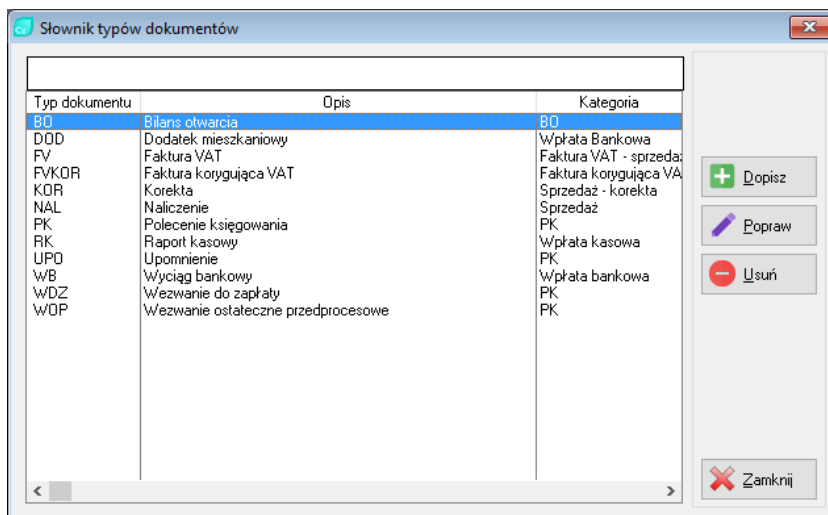 Słownik typów dokumentów
Typ dokumentu Opis Kategoria
BO Bilans otwarcia BO
DOD Dodatek mieszkaniowy Wpłata Bankowa
FV Faktura VAT Faktura VAT - sprzedaż
FVKOR Faktura korygująca VAT Faktura korygująca VA
KOR Korekta Sprzedaż - korekta
NAL Naliczenie Sprzedaż
PK Polecenie księgowania PK
RK Raport kasowy Wpłata kasowa
UPO Upomnienie PK
WB Wyciąg bankowy Wpłata bankowa
WDZ Wezwanie do zapłaty PK
WOP Wezwanie ostateczne przedprocesowe PK
Dopisz
Popraw
Usuń
Zamknij